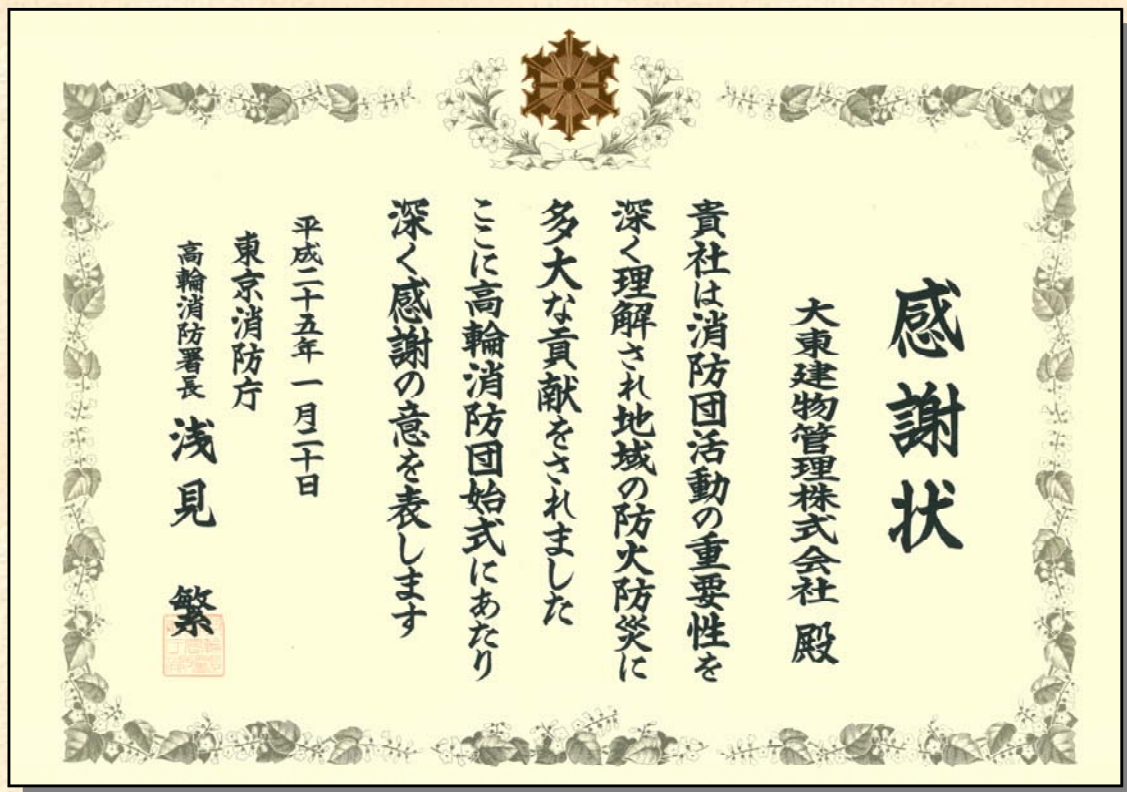 感謝状
大東建物管理株式会社 殿
貴社は消防団活動の重要性を
深く理解され地域の防火防災に
多大な貢献をされました
ここに高輪消防団始式にあたり
深く感謝の意を表します
平成二十五年一月二十日
東京消防庁
高輪消防署長 浅見 繁